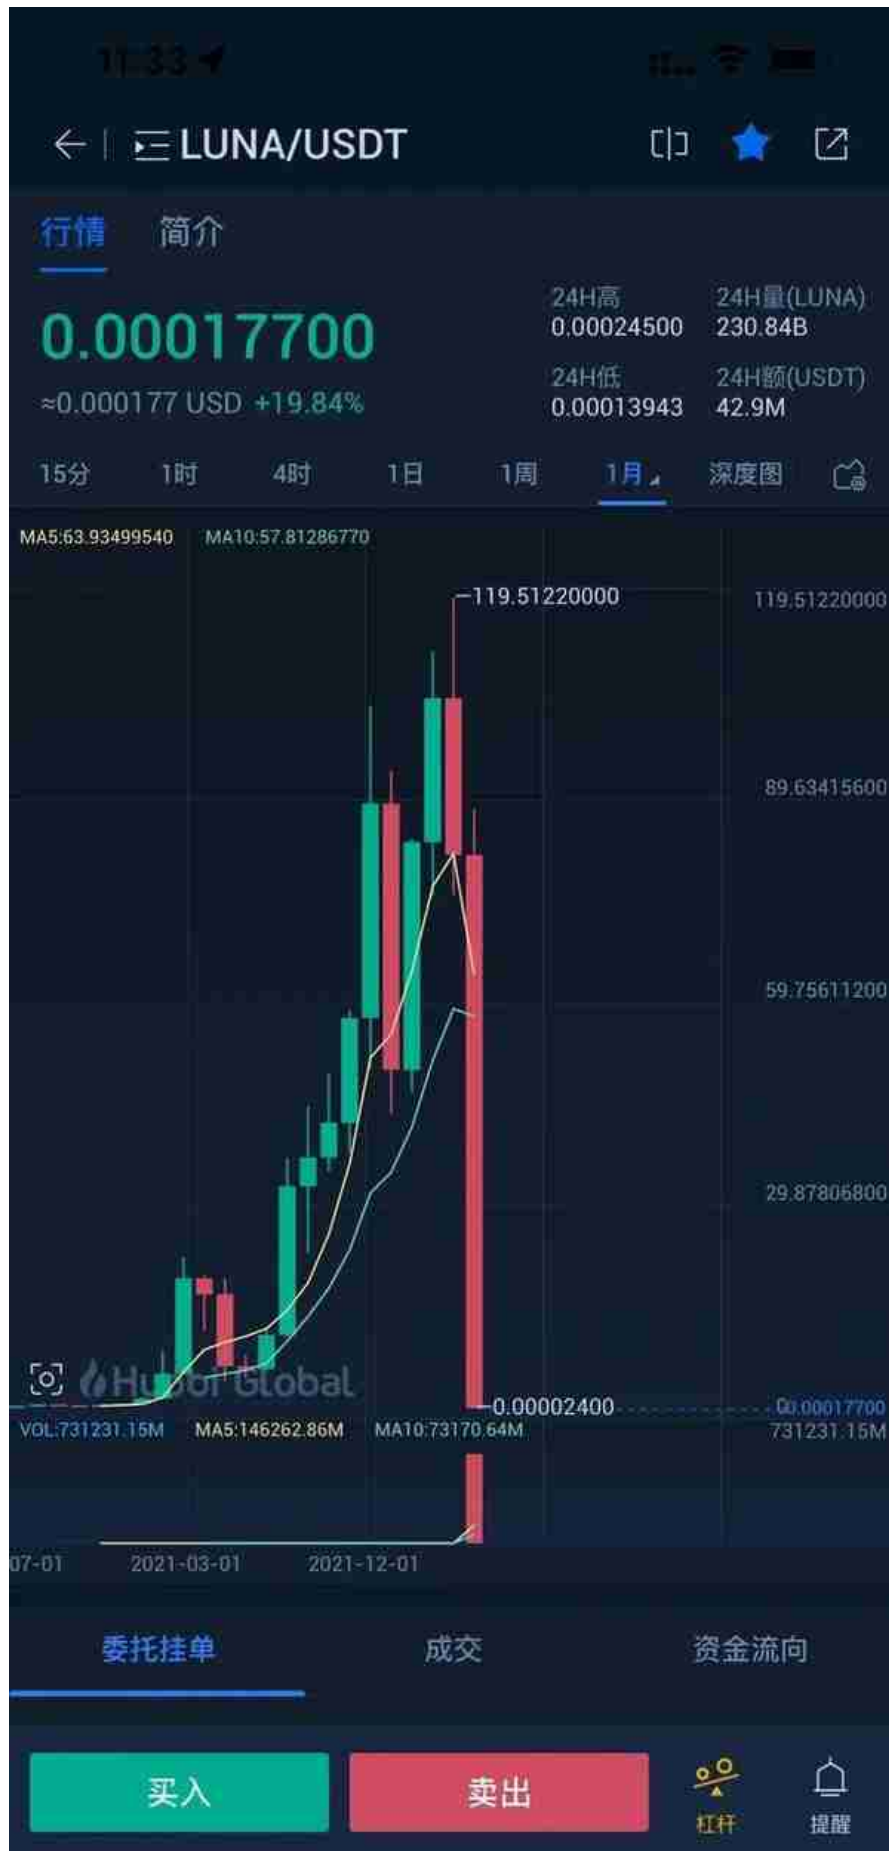 11:33
LUNA/USDT
行情 简介
0.00017700
≈0.000177 USD +19.84%
24H高
0.00024500
24H量(LUNA)
230.84B
24H低
0.00013943
24H额(USDT)
42.9M
15分 1时 4时 1日 1周 1月 深度图
MA5:63.93499540 MA10:57.81286770
119.51220000
119.51220000
89.63415600
59.75611200
29.87806800
Huobi Global
0.00002400
0.00017700
VOL:731231.15M MA5:146262.86M MA10:73170.64M
731231.15M
07-01 2021-03-01 2021-12-01
委托挂单 成交 资金流向
买入 卖出 杠杆 提醒